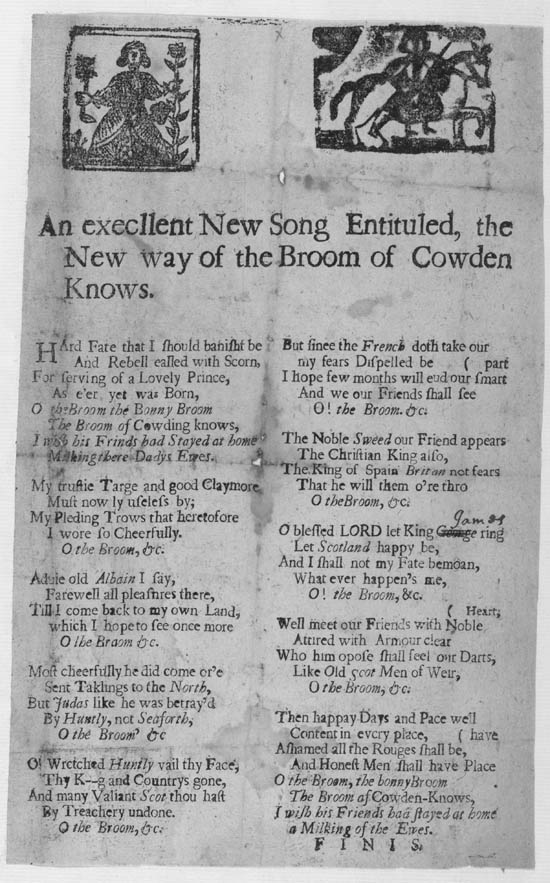 An execllent New Song Entituled, the
New way of the Broom of Cowden
Knows.
HArd Fate that I should banisht be
And Rebell ealled with Scorn,
For serving of a Lovely Prince,
As e'er yet was Born,
O the Broom the Bonny Broom
The Broom of Cowding knows,
I wish his Frinds had Stayed at home
Milking there Dadys Ewes.
My trustie Targe and good Claymore
Must now ly useless by;
My Pleding Trows that heretofore
I wore so Cheerfully.
O the Broom, &c.
Advie old Albain I say,
Farewell all pleasures there,
Till I come back to my own Land,
which I hope to see once more
O the Braom &c.
Most cheerfully he did come or'e
Sent Taklings to the North,
But Judas like he was betray'd
By Huntly, not Seaforth,
O the Broom' &c
O! Wretched Huntly vail thy Face,
Thy K--g and Countrys gone,
And many Valiant Scot thou hast
By Treachery undone.
O the Broom, &c.
But since the French doth take our
my fears Dispelled be ( part
I hope few months will eud our smart
And we our Friends shall see
O! the Broom. &c:
The Noble Sweed our Friend appears
The Christian King also,
The King of Spain Britan not fears
That he will them o're thro
O theBroom, &c.
James
O blessed LORD let King George ring
Let Scotland happy be,
And I shall not my Fate bemoan,
What ever happen's me,
O! the Broom, &c.
( Heart,
Well meet our Friends with Noble
Attired with Armour clear
Who him opose shall feel our Darts,
Like Old Scot Men of Weir,
O the Broom, &c:
Then happay Days and Pace we'll
Content in every place, ( have
Ashamed all the Rouges shall be,
And Honest Men shall have Place
O the Broom, the bonny Broom
The Broom of Cowden-Knows,
I wish his Friends had stayed at home
a Milking of the Ewes.
FINIS.